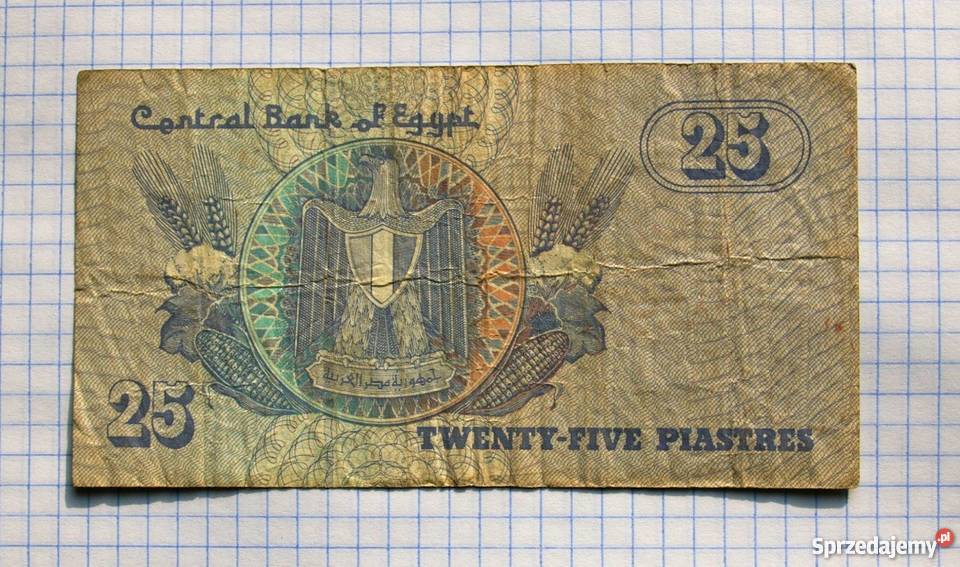 Central Bank of Egypt
25
جمهورية مصر العربية
25
TWENTY-FIVE PIASTRES
Sprzedajemy.pl